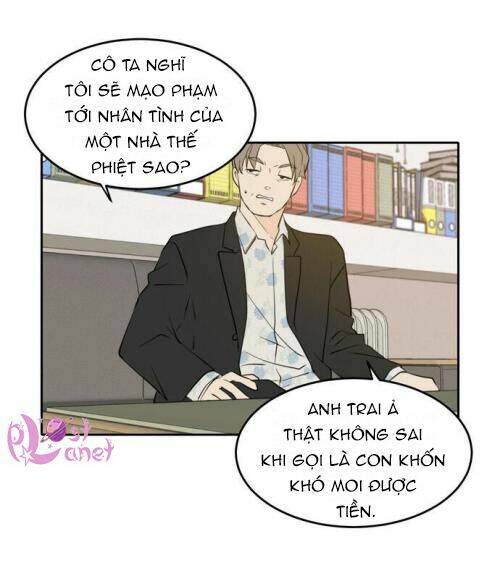 CÔ TA NGHĨ
TÔI SẼ MẠO PHẠM
TỚI NHÂN TÌNH CỦA
MỘT NHÀ THẾ
PHIỆT SAO?
ANH TRAI Ả
THẬT KHÔNG SAI
KHI GỌI LÀ CON KHỐN
KHÓ MOI ĐƯỢC
TIỀN.
Lost
Planet